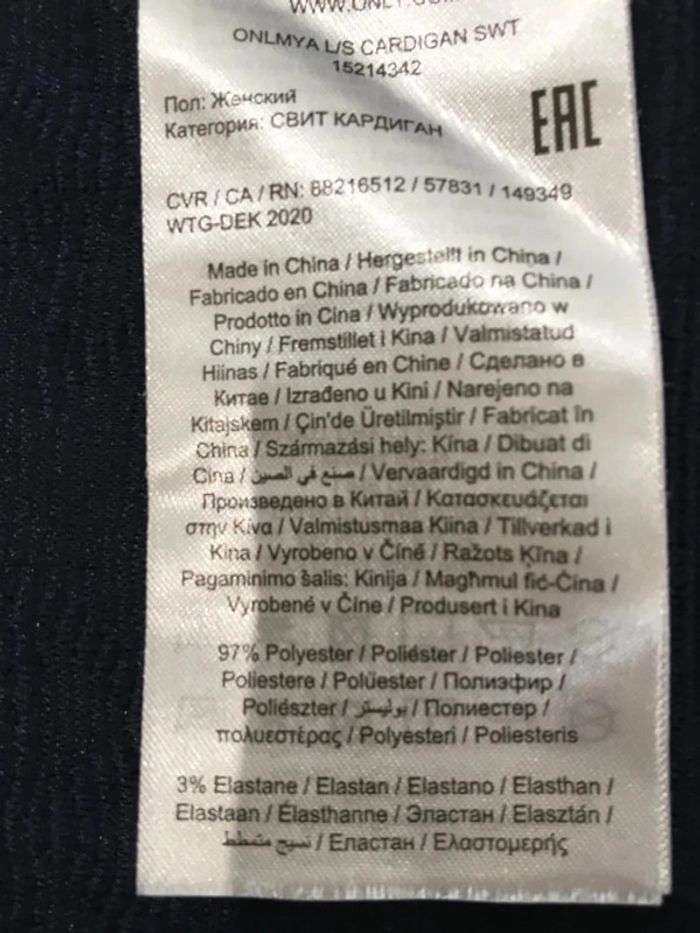 ONLMYA L/S CARDIGAN SWT
15214342
Пол: Женский
Категория: СВИТ КАРДИГАН
EAC
CVR / CA / RN: 88216512 / 57831 / 149349
WTG-DEK 2020
Made in China / Hergestellt in China /
Fabricado en China / Fabricado na China /
Prodotto in Cina / Wyprodukowano w
Chiny / Fremstillet i Kina / Valmistatud
Hiinas / Fabriqué en Chine / Сделано в
Китае / Izrađeno u Kini / Narejeno na
Kitajskem / Çin'de Üretilmiştir / Fabricat în
China / Származási hely: Kína / Dibuat di
Cina / صنع في الصين / Vervaardigd in China /
Произведено в Китай / Κατασκευάζεται
στην Κίνα / Valmistusmaa Kiina / Tillverkad i
Kina / Vyrobeno v Číně / Ražots Ķīna /
Pagaminimo šalis: Kinija / Magħmul fiċ-Ċina /
Vyrobené v Číne / Produsert i Kina
97% Polyester / Poliéster / Poliester /
Poliestere / Polüester / Полиэфир /
Poliészter / بوليستر / Полиестер /
πολυεστέρας / Polyesteri / Poliesteris
3% Elastane / Elastan / Elastano / Elasthan /
Elastaan / Élasthanne / Эластан / Elasztán /
نسيج متمطط / Еластан / Ελαστομερής